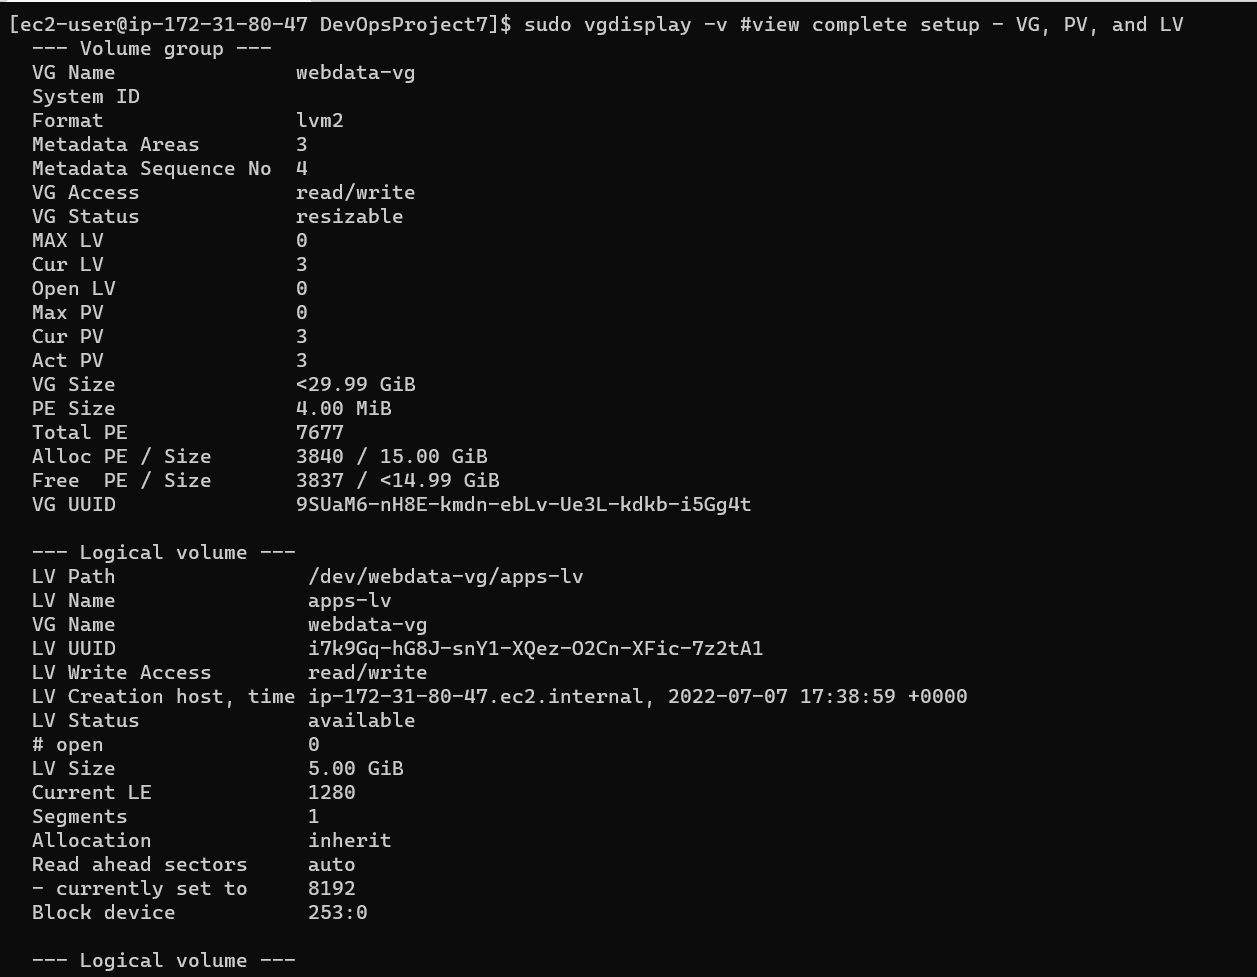 [ec2-user@ip-172-31-80-47 DevOpsProject7]$ sudo vgdisplay -v #view complete setup - VG, PV, and LV
--- Volume group ---
VG Name               webdata-vg
System ID
Format                lvm2
Metadata Areas        3
Metadata Sequence No  4
VG Access             read/write
VG Status             resizable
MAX LV                0
Cur LV                3
Open LV               0
Max PV                0
Cur PV                3
Act PV                3
VG Size               <29.99 GiB
PE Size               4.00 MiB
Total PE              7677
Alloc PE / Size       3840 / 15.00 GiB
Free  PE / Size       3837 / <14.99 GiB
VG UUID               9SUaM6-nH8E-kmdn-ebLv-Ue3L-kdkb-i5Gg4t
--- Logical volume ---
LV Path                /dev/webdata-vg/apps-lv
LV Name                apps-lv
VG Name                webdata-vg
LV UUID                i7k9Gq-hG8J-snY1-XQez-O2Cn-XFic-7z2tA1
LV Write Access        read/write
LV Creation host, time ip-172-31-80-47.ec2.internal, 2022-07-07 17:38:59 +0000
LV Status              available
# open                 0
LV Size                5.00 GiB
Current LE             1280
Segments               1
Allocation             inherit
Read ahead sectors     auto
- currently set to     8192
Block device           253:0
--- Logical volume ---